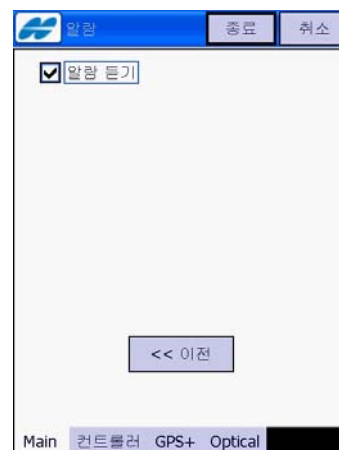 알람 종료 취소
알람 듣기
<< 이전
Main 컨트롤러 GPS+ Optical